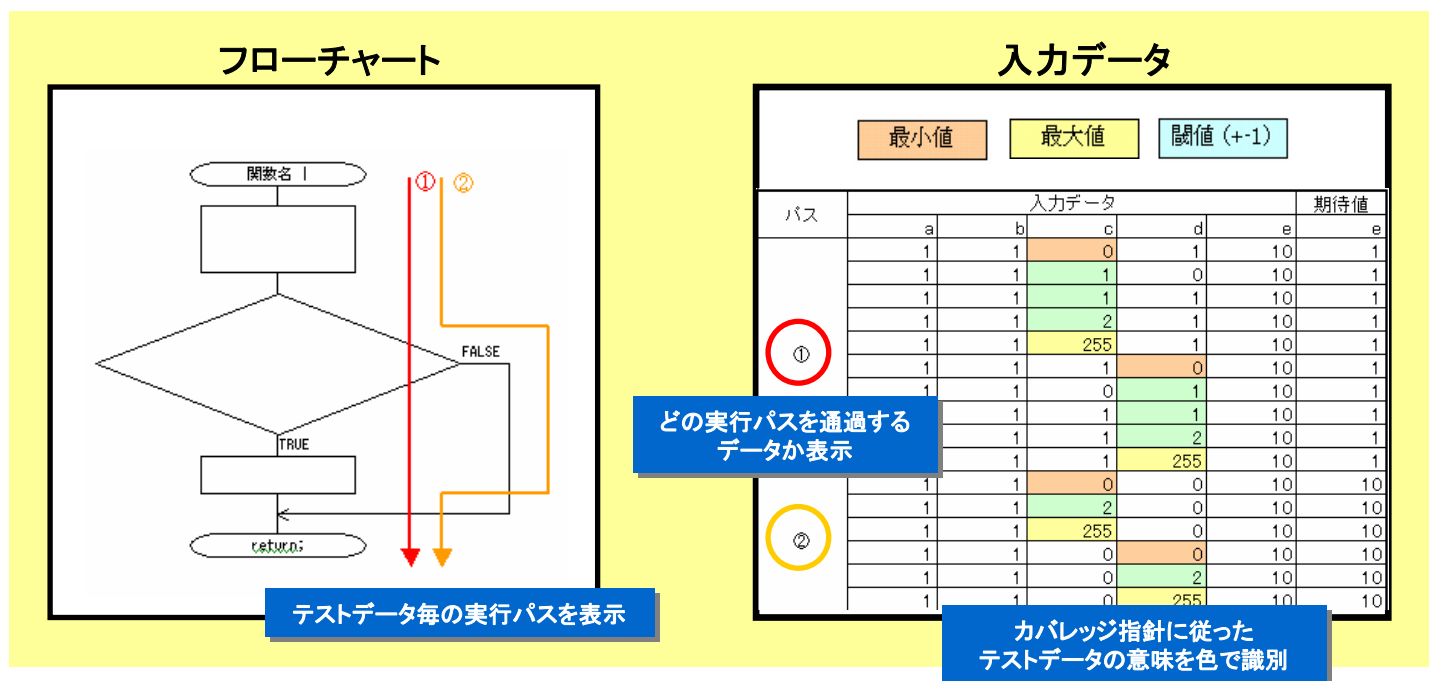 フローチャート
関数名 |
① ②
FALSE
TRUE
return;
テストデータ毎の実行パスを表示
入力データ
最小値 最大値 閾値 (+-1)
パス 入力データ 期待値
a b c d e e
1 1 0 1 10 1
1 1 1 0 10 1
1 1 1 1 10 1
1 1 2 1 10 1
① 1 1 255 1 10 1
1 1 1 0 10 1
1 0 1 10 1
1 1 1 10 1
1 1 2 10 1
1 1 255 10 1
どの実行パスを通過する
データか表示
1 1 0 0 10 10
1 1 2 0 10 10
1 1 255 0 10 10
② 1 1 0 0 10 10
1 1 0 2 10 10
1 1 0 255 10 10
カバレッジ指針に従った
テストデータの意味を色で識別